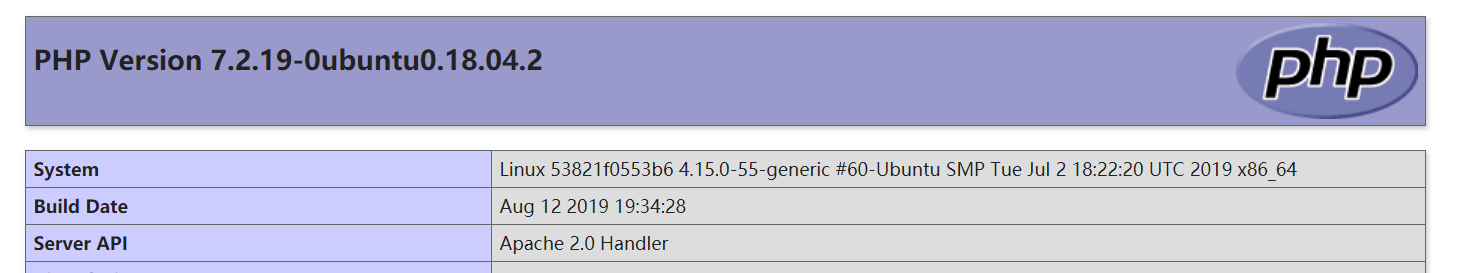 PHP Version 7.2.19-0ubuntu0.18.04.2
php
System Linux 53821f0553b6 4.15.0-55-generic #60-Ubuntu SMP Tue Jul 2 18:22:20 UTC 2019 x86_64
Build Date Aug 12 2019 19:34:28
Server API Apache 2.0 Handler